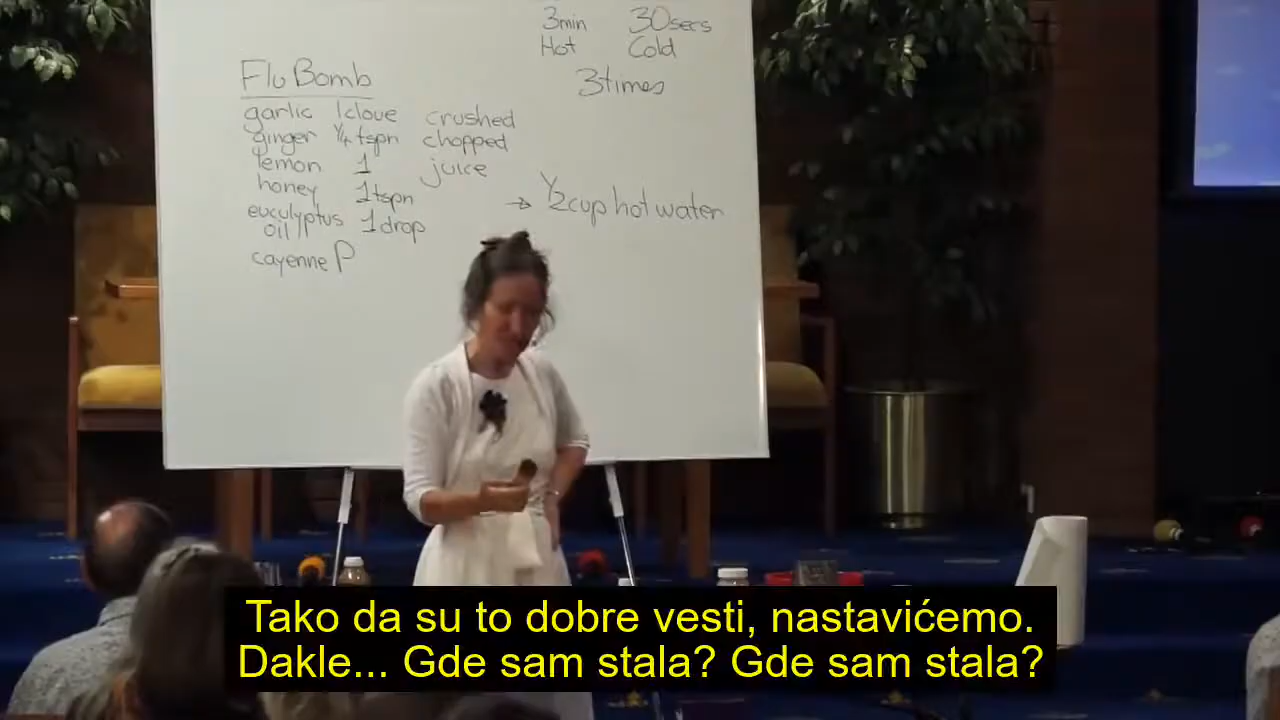 3min 30secs
Hot Cold
3times
Flu Bomb
garlic 1clove crushed
ginger 1/4 tspn chopped
lemon 1 juice
honey 1tspn
→ 1/2cup hot water
euculyptus 1drop
oil
cayenne P
Tako da su to dobre vesti, nastavićemo.
Dakle... Gde sam stala? Gde sam stala?